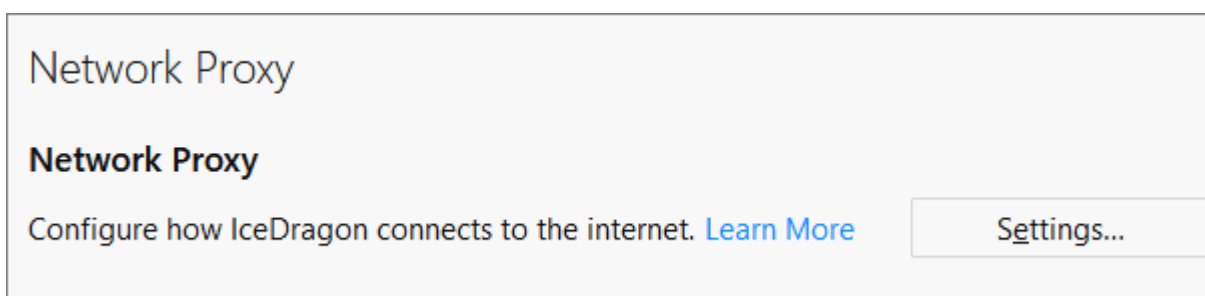 Network Proxy
Network Proxy
Configure how IceDragon connects to the internet. Learn More Settings...